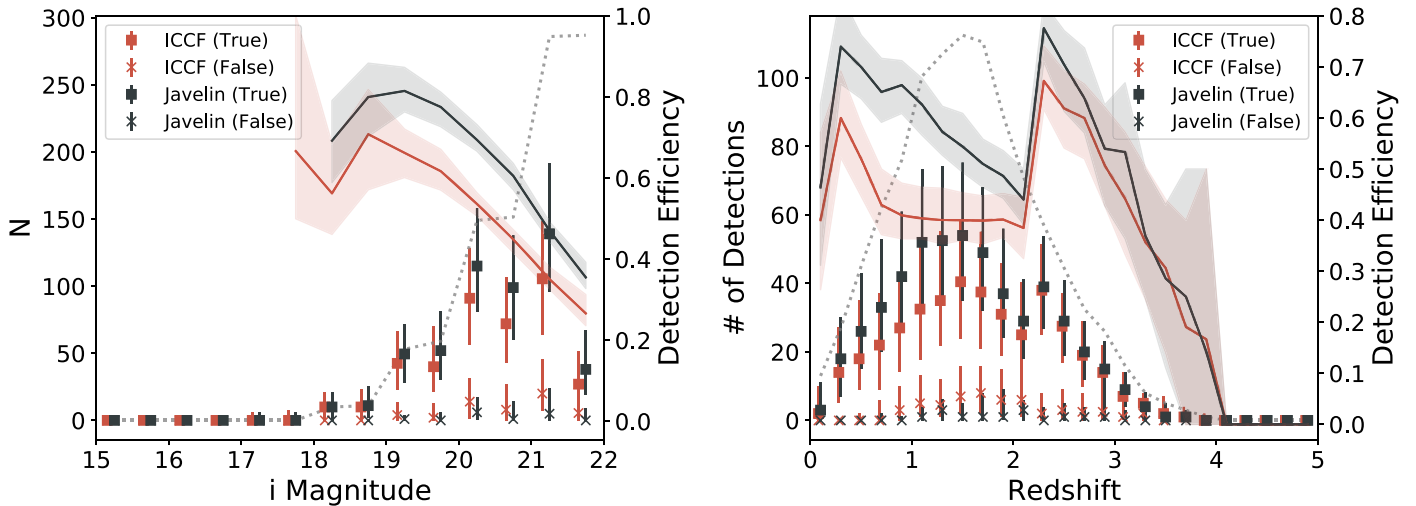 300
250
200
150
100
50
0
N
ICCF (True)
ICCF (False)
Javelin (True)
Javelin (False)
1.0
0.8
0.6
0.4
0.2
0.0
Detection Efficiency
15 16 17 18 19 20 21 22
i Magnitude
100
80
60
40
20
0
# of Detections
ICCF (True)
ICCF (False)
Javelin (True)
Javelin (False)
0.8
0.7
0.6
0.5
0.4
0.3
0.2
0.1
0.0
Detection Efficiency
0 1 2 3 4 5
Redshift